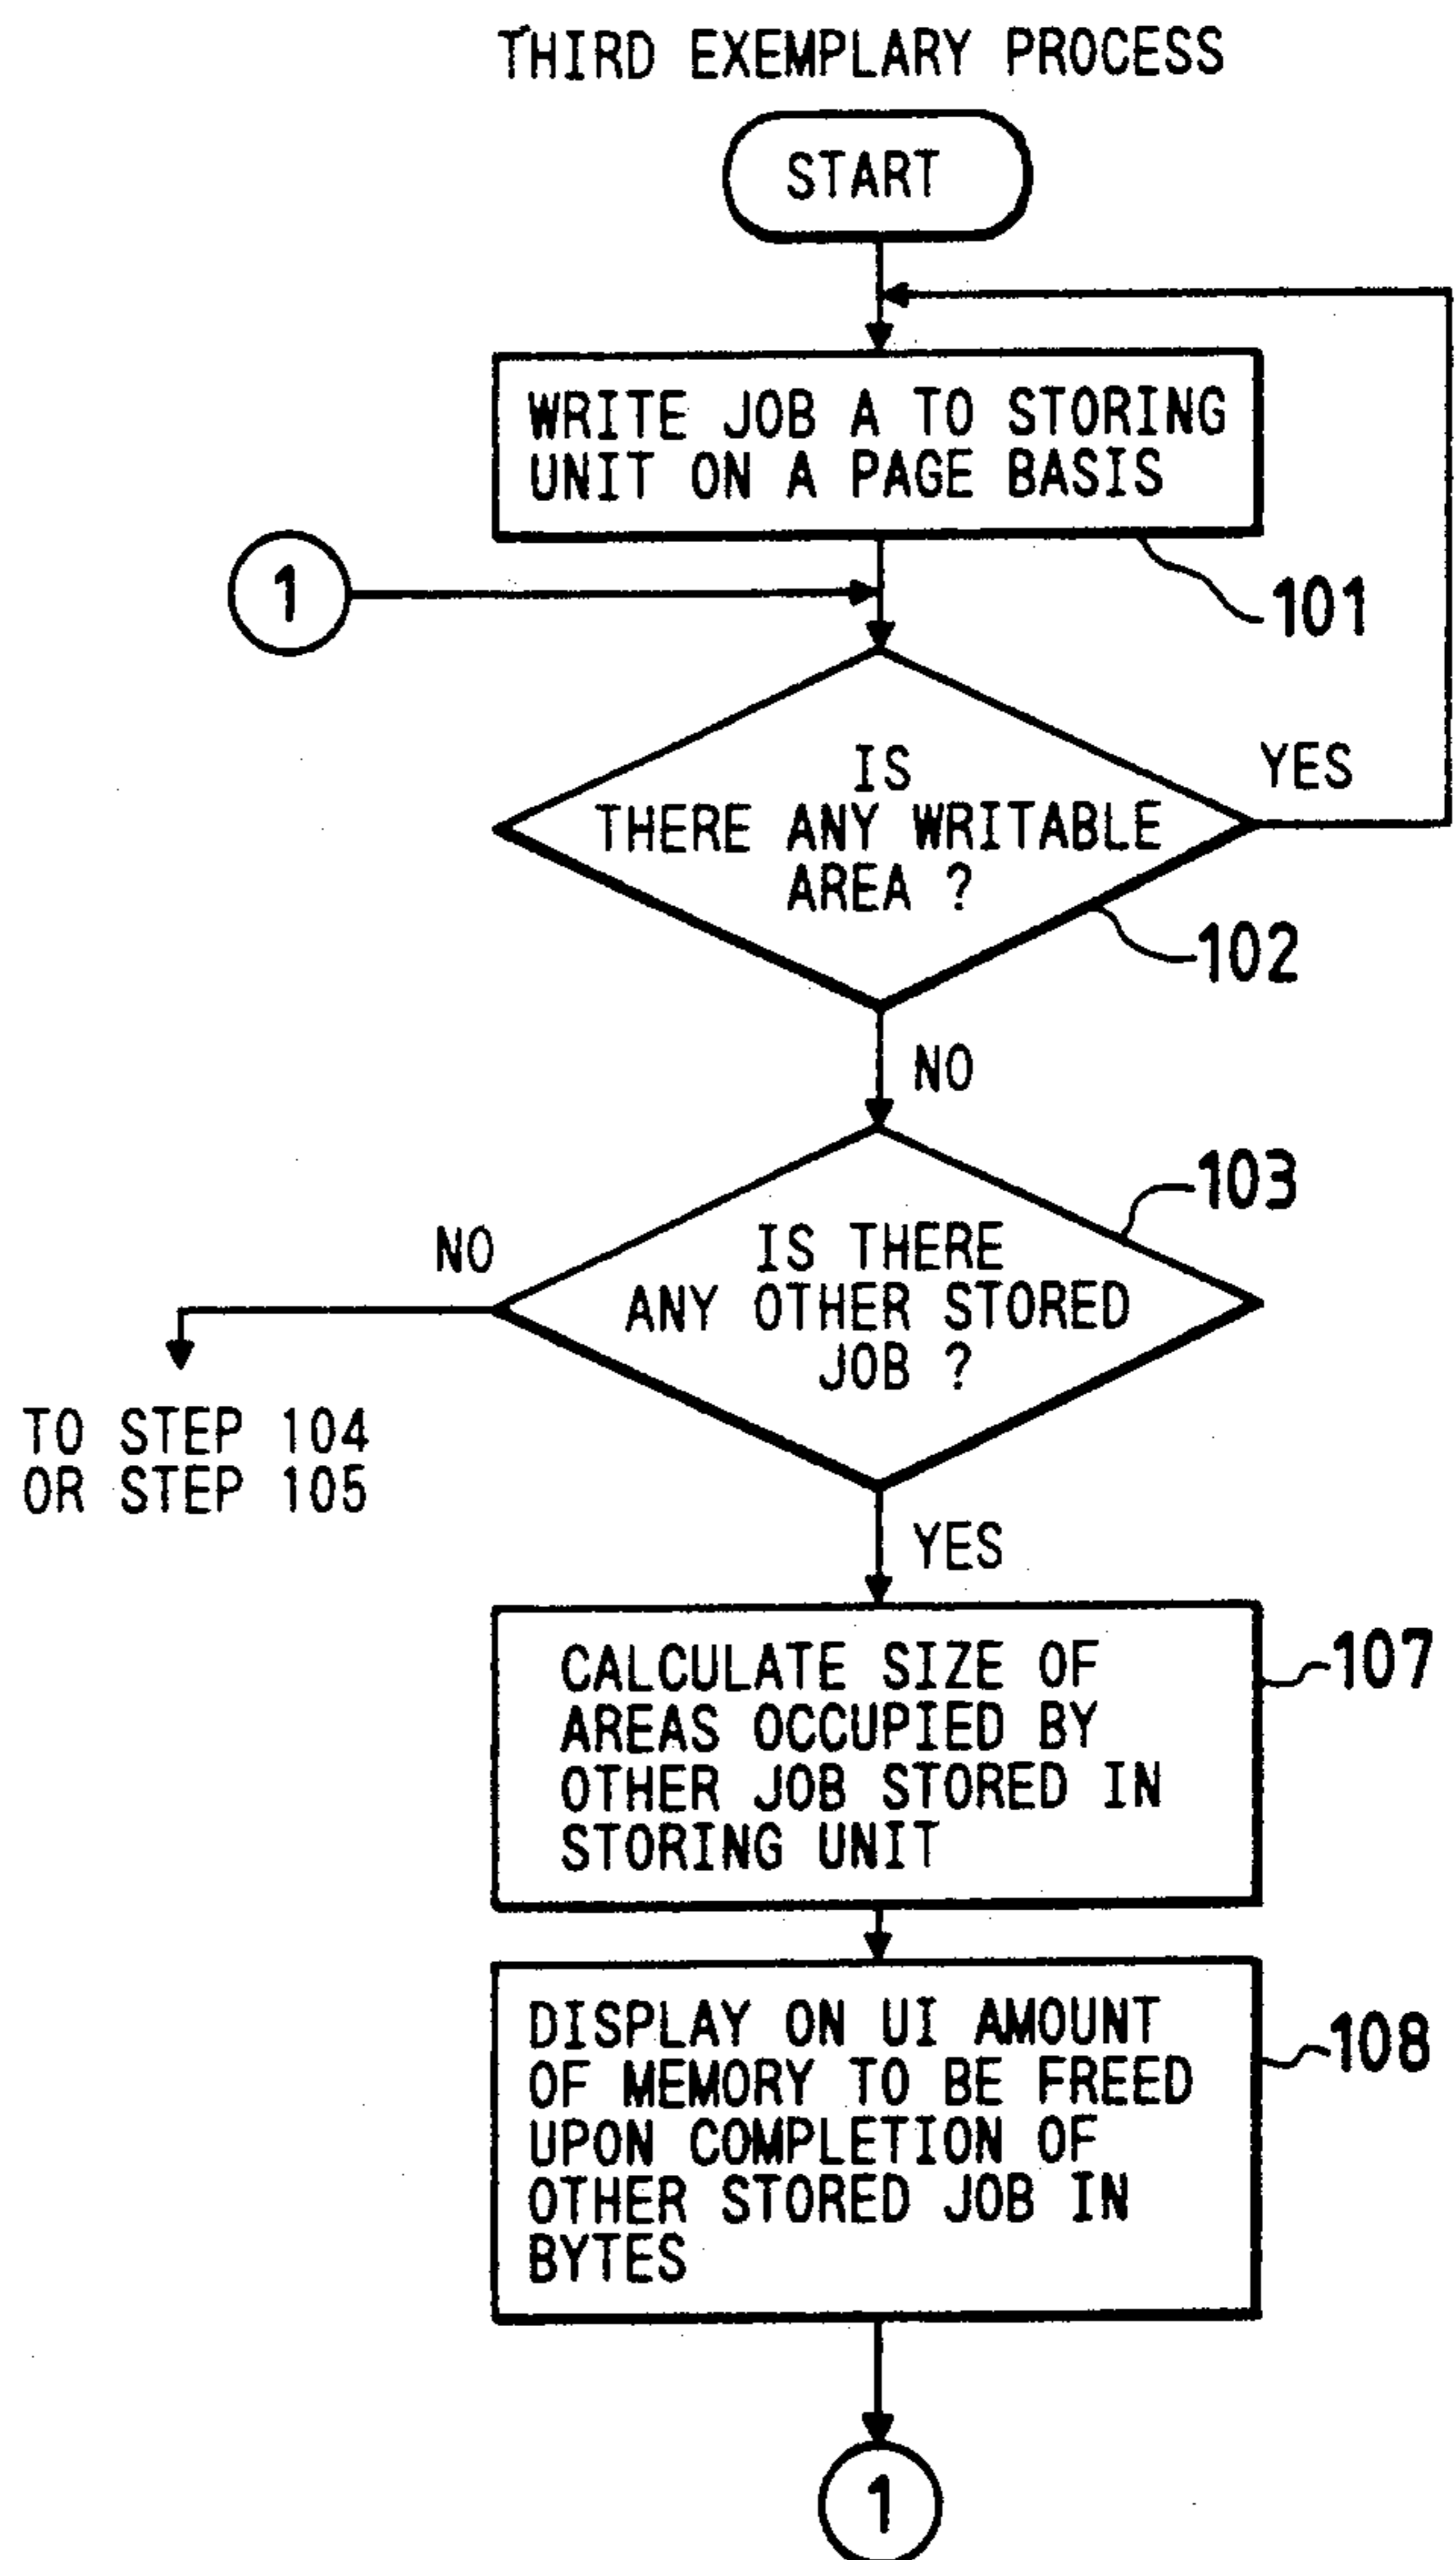 THIRD EXEMPLARY PROCESS
START
WRITE JOB A TO STORING
UNIT ON A PAGE BASIS
101
1
IS
THERE ANY WRITABLE
AREA ?
YES
102
NO
103
IS THERE
ANY OTHER STORED
JOB ?
NO
TO STEP 104
OR STEP 105
YES
CALCULATE SIZE OF
AREAS OCCUPIED BY
OTHER JOB STORED IN
STORING UNIT
107
DISPLAY ON UI AMOUNT
OF MEMORY TO BE FREED
UPON COMPLETION OF
OTHER STORED JOB IN
BYTES
108
1